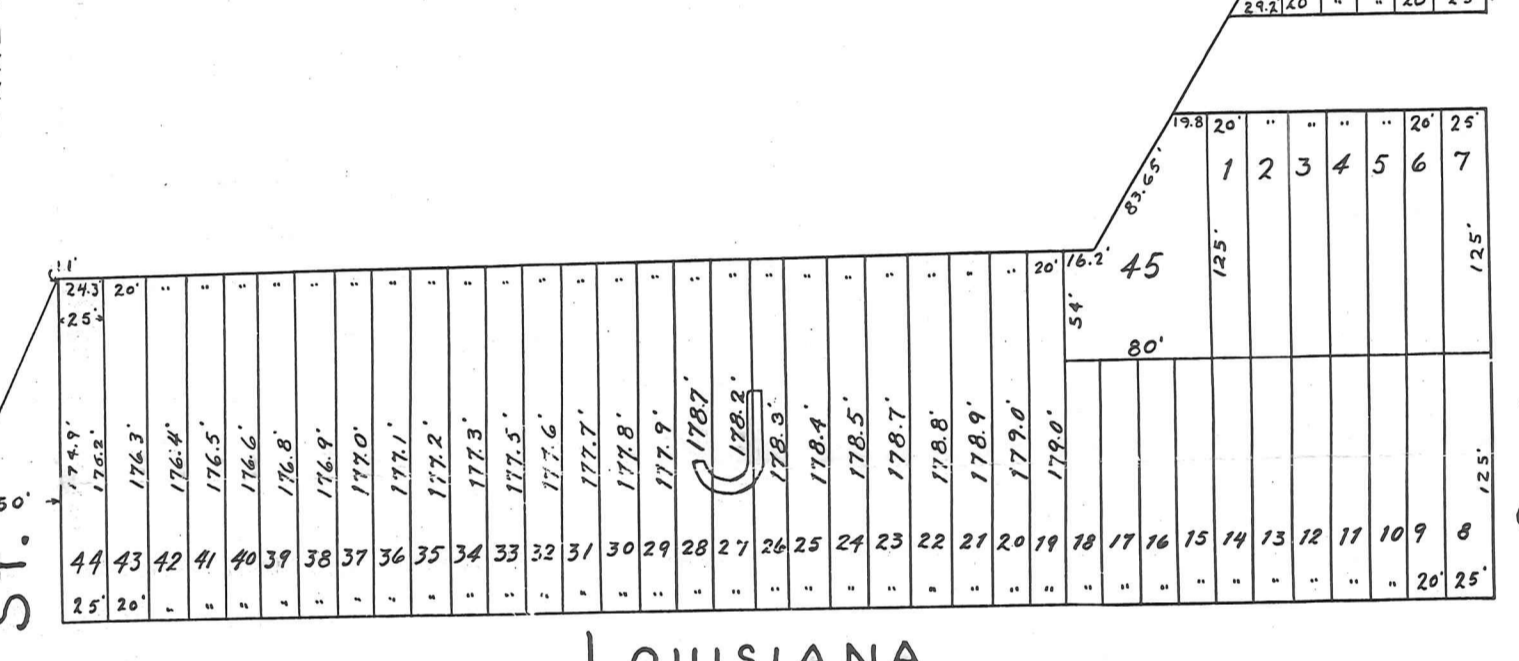 29.2 20 " " 20 25
19.8 20' " " " " 20' 25'
1 2 3 4 5 6 7
83.65'
125' 125'
11'
24.3 20' " " " " " " " " " " " " " " " " " " " " " " " 20' 16.2' 45
25'
54'
80'
174.9' 176.2' 176.3' 176.4' 176.5' 176.6' 176.8' 176.9' 177.0' 177.1' 177.2' 177.3' 177.5' 177.6' 177.7' 177.8' 177.9' 178.7' 178.2' 178.3' 178.4' 178.5' 178.7' 178.8' 178.9' 179.0' 179.0'
J
125'
50'
ST.
44 43 42 41 40 39 38 37 36 35 34 33 32 31 30 29 28 27 26 25 24 23 22 21 20 19 18 17 16 15 14 13 12 11 10 9 8
25' 20' " " " " " " " " " " " " " " " " " " " " " " " " " " " " " " " " " 20' 25'
LOUISIANA